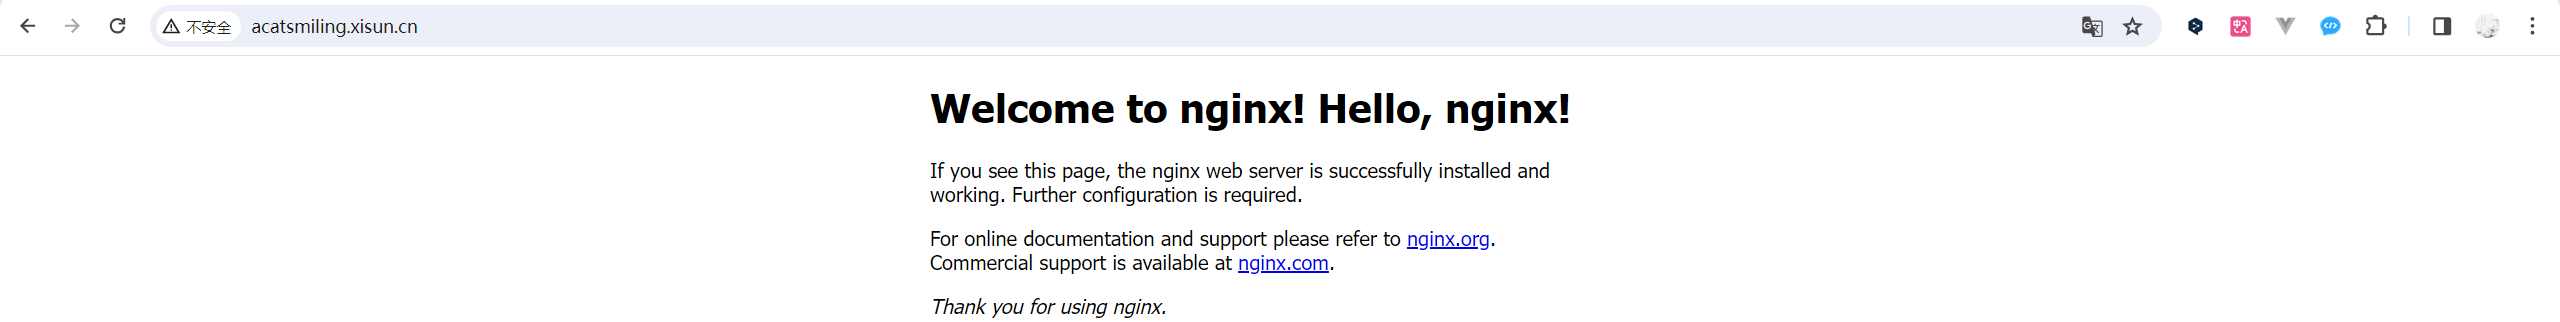 不安全 acatsmiling.xisun.cn
Welcome to nginx! Hello, nginx!
If you see this page, the nginx web server is successfully installed and
working. Further configuration is required.
For online documentation and support please refer to nginx.org.
Commercial support is available at nginx.com.
Thank you for using nginx.